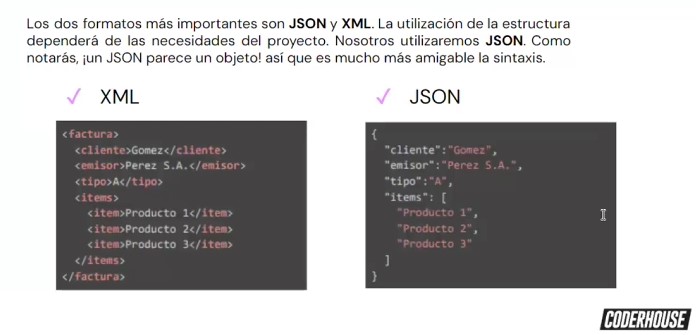 Los dos formatos más importantes son JSON y XML. La utilización de la estructura
dependerá de las necesidades del proyecto. Nosotros utilizaremos JSON. Como
notarás, ¡un JSON parece un objeto! así que es mucho más amigable la sintaxis.
✓ XML
<factura>
  <cliente>Gomez</cliente>
  <emisor>Perez S.A.</emisor>
  <tipo>A</tipo>
  <items>
    <item>Producto 1</item>
    <item>Producto 2</item>
    <item>Producto 3</item>
  </items>
</factura>
✓ JSON
{
  "cliente":"Gomez",
  "emisor":"Perez S.A.",
  "tipo":"A",
  "items": [
    "Producto 1",
    "Producto 2",
    "Producto 3"
  ]
}
CODERHOUSE